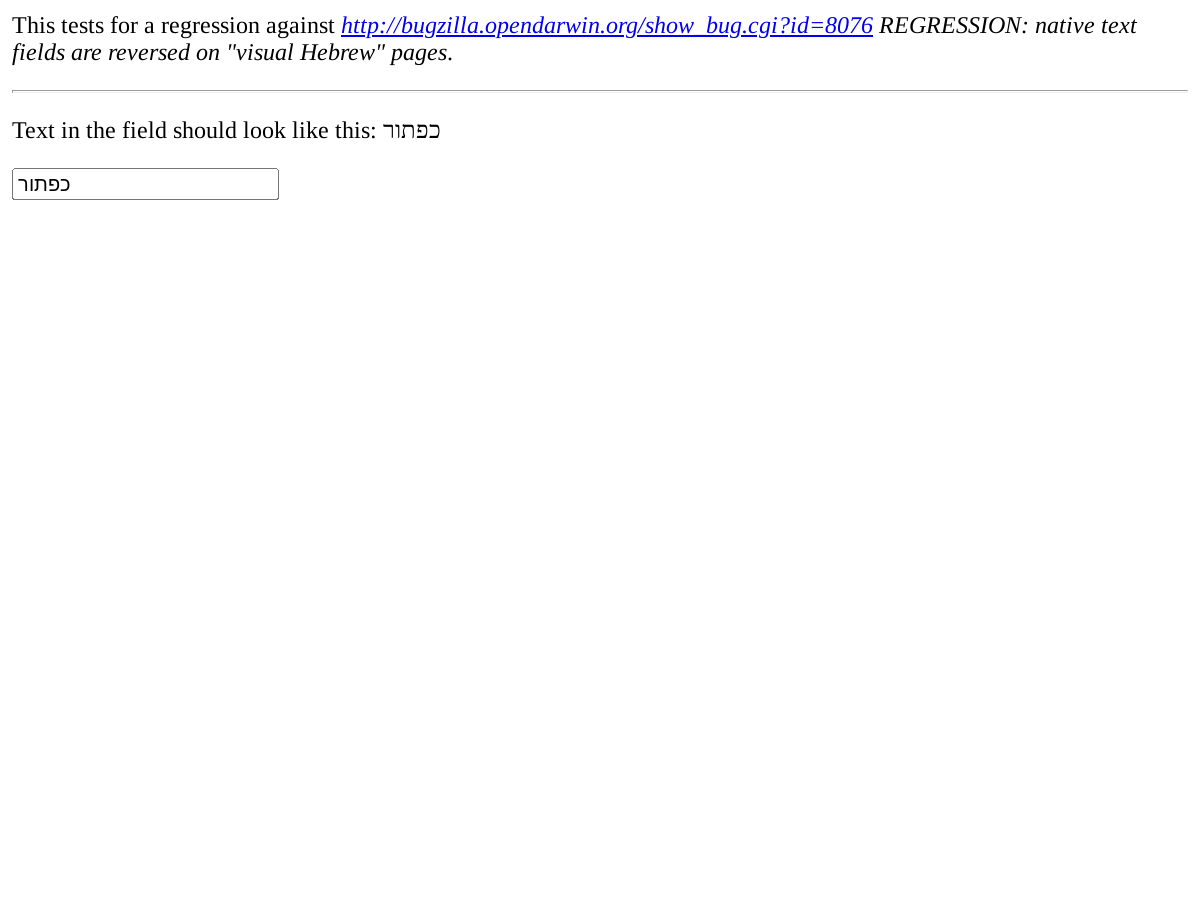 This tests for a regression against http://bugzilla.opendarwin.org/show_bug.cgi?id=8076 REGRESSION: native text
fields are reversed on "visual Hebrew" pages.
Text in the field should look like this: כפתור
כפתור